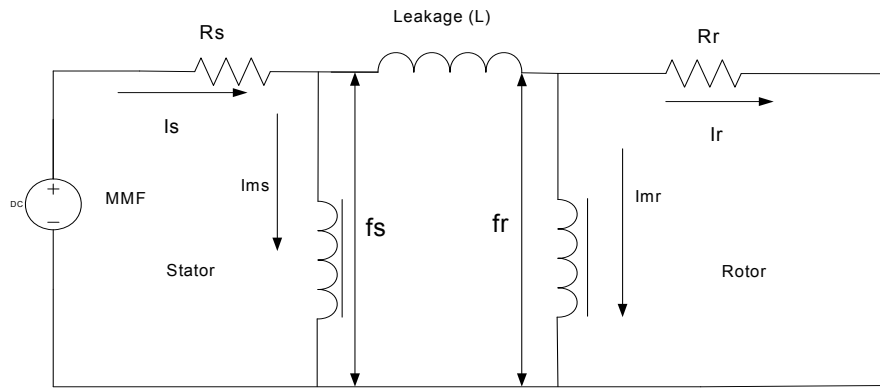 Leakage (L)
Rs
Rr
Is
Ir
Ims
Imr
DC
+
−
MMF
fs
fr
Stator
Rotor